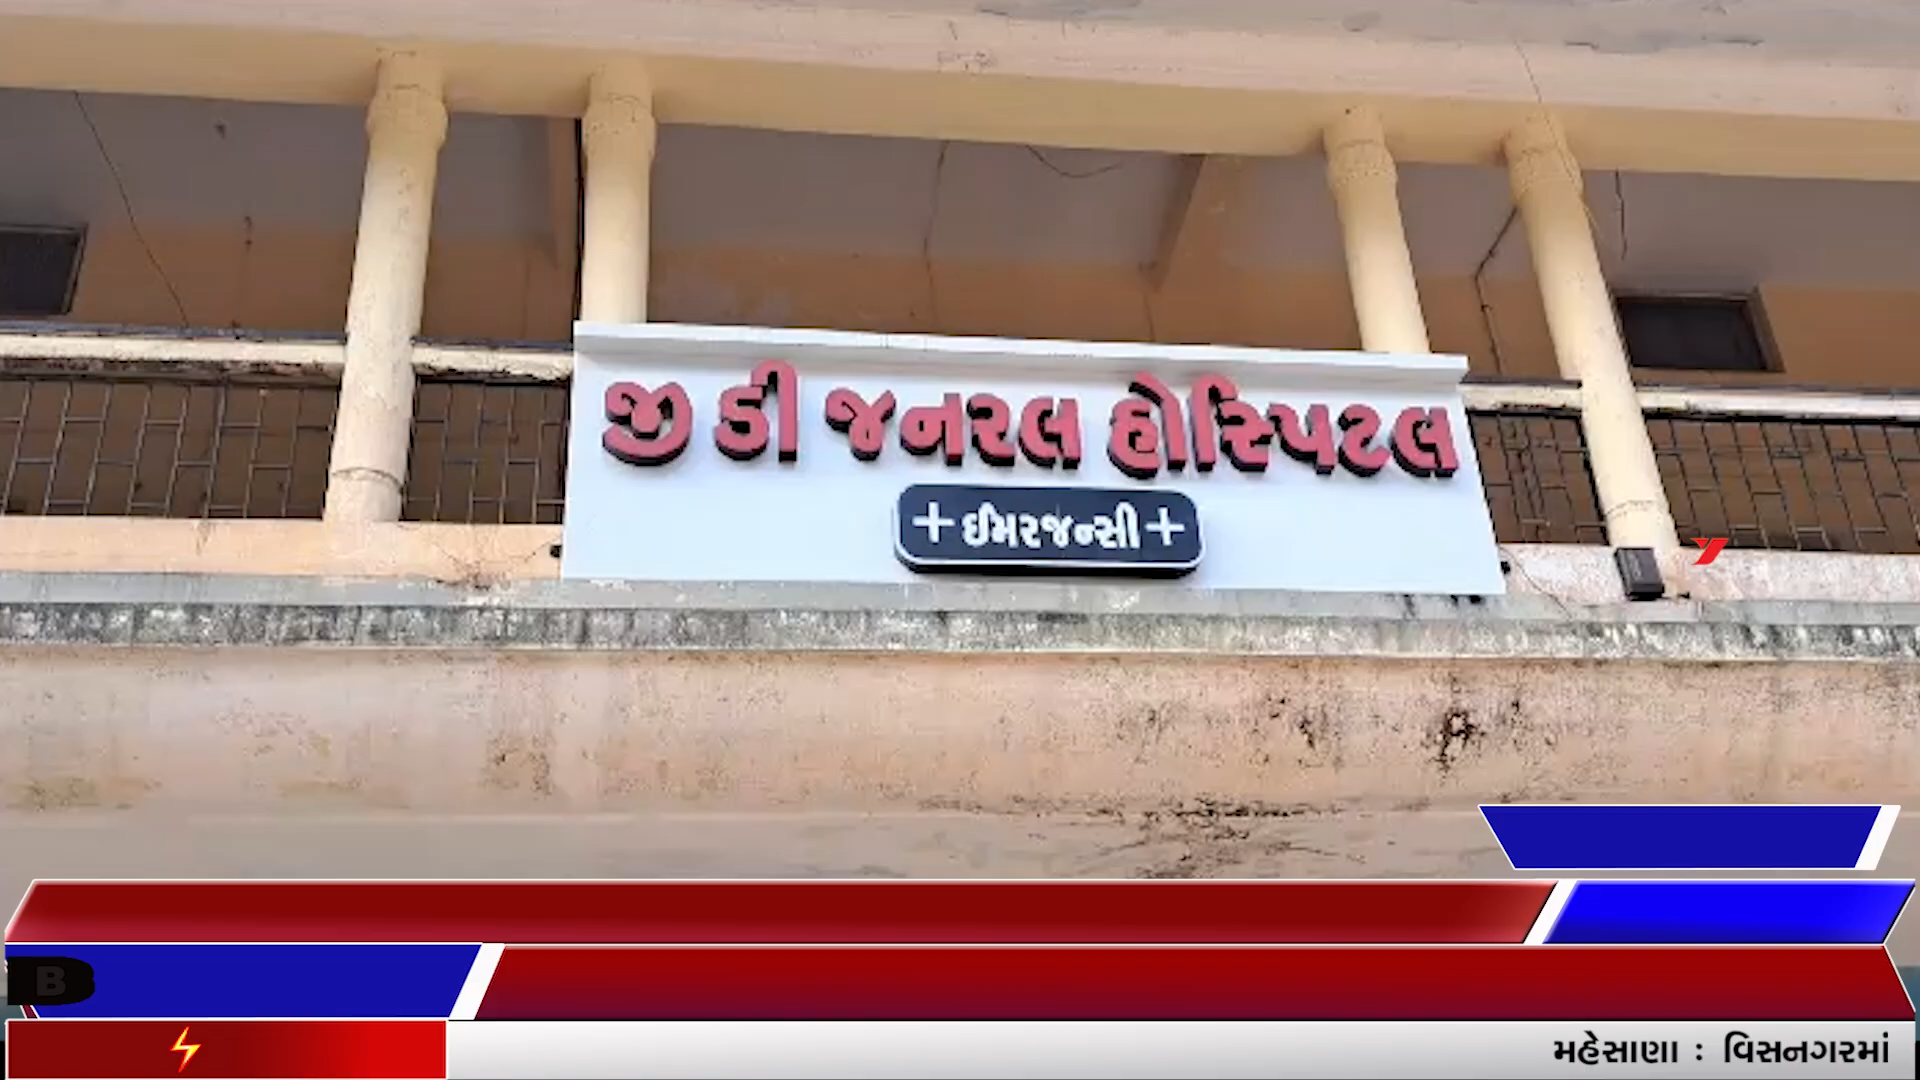 જી ડી જનરલ હોસ્પિટલ
+ ઈમરજન્સી +
B
મહેસાણા : વિસનગરમાં